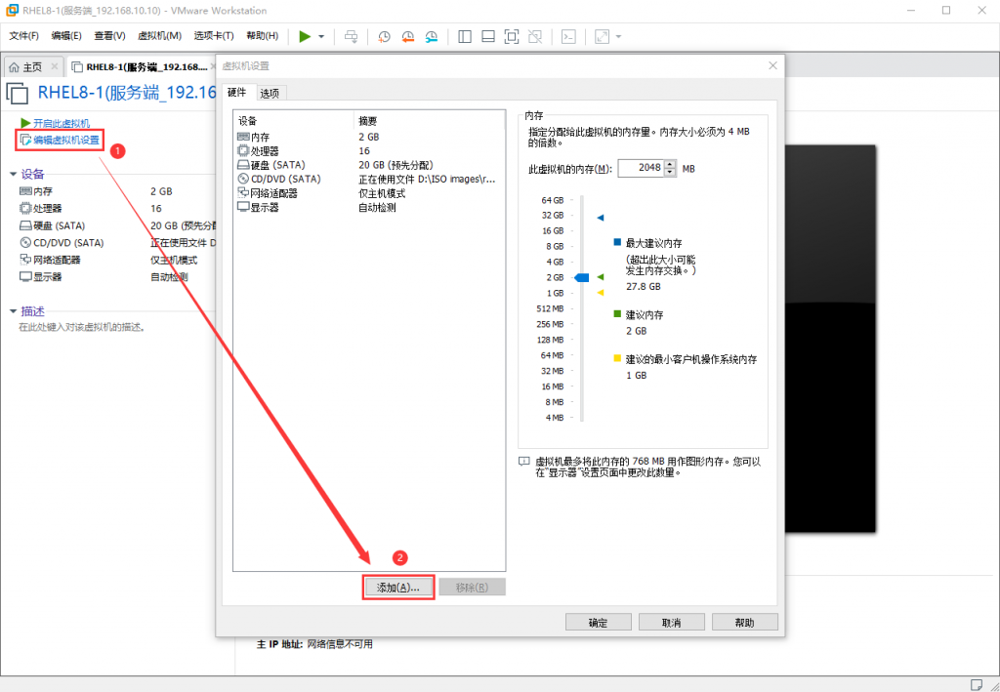 RHEL8-1(服务端_192.168.10.10) - VMware Workstation
文件(F) 编辑(E) 查看(V) 虚拟机(M) 选项卡(T) 帮助(H)
主页 RHEL8-1(服务端_192.168....
RHEL8-1(服务端_192.16
开启此虚拟机
编辑虚拟机设置
1
设备
内存 2 GB
处理器 16
硬盘 (SATA) 20 GB (预先分配
CD/DVD (SATA) 正在使用文件 D
网络适配器 仅主机模式
显示器 自动检测
描述
在此处键入对该虚拟机的描述。
虚拟机设置
硬件 选项
设备 摘要
内存 2 GB
处理器 16
硬盘 (SATA) 20 GB (预先分配)
CD/DVD (SATA) 正在使用文件 D:\ISO images\r...
网络适配器 仅主机模式
显示器 自动检测
2
添加(A)... 移除(R)
内存
指定分配给此虚拟机的内存量。内存大小必须为 4 MB
的倍数。
此虚拟机的内存(M): 2048 MB
64 GB
32 GB
16 GB
8 GB
4 GB
2 GB
1 GB
512 MB
256 MB
128 MB
64 MB
32 MB
16 MB
8 MB
4 MB
最大建议内存
(超出此大小可能
发生内存交换。)
27.8 GB
建议内存
2 GB
建议的最小客户机操作系统内存
1 GB
虚拟机最多将此内存的 768 MB 用作图形内存。您可以
在"显示器"设置页面中更改此数量。
确定 取消 帮助
主 IP 地址: 网络信息不可用